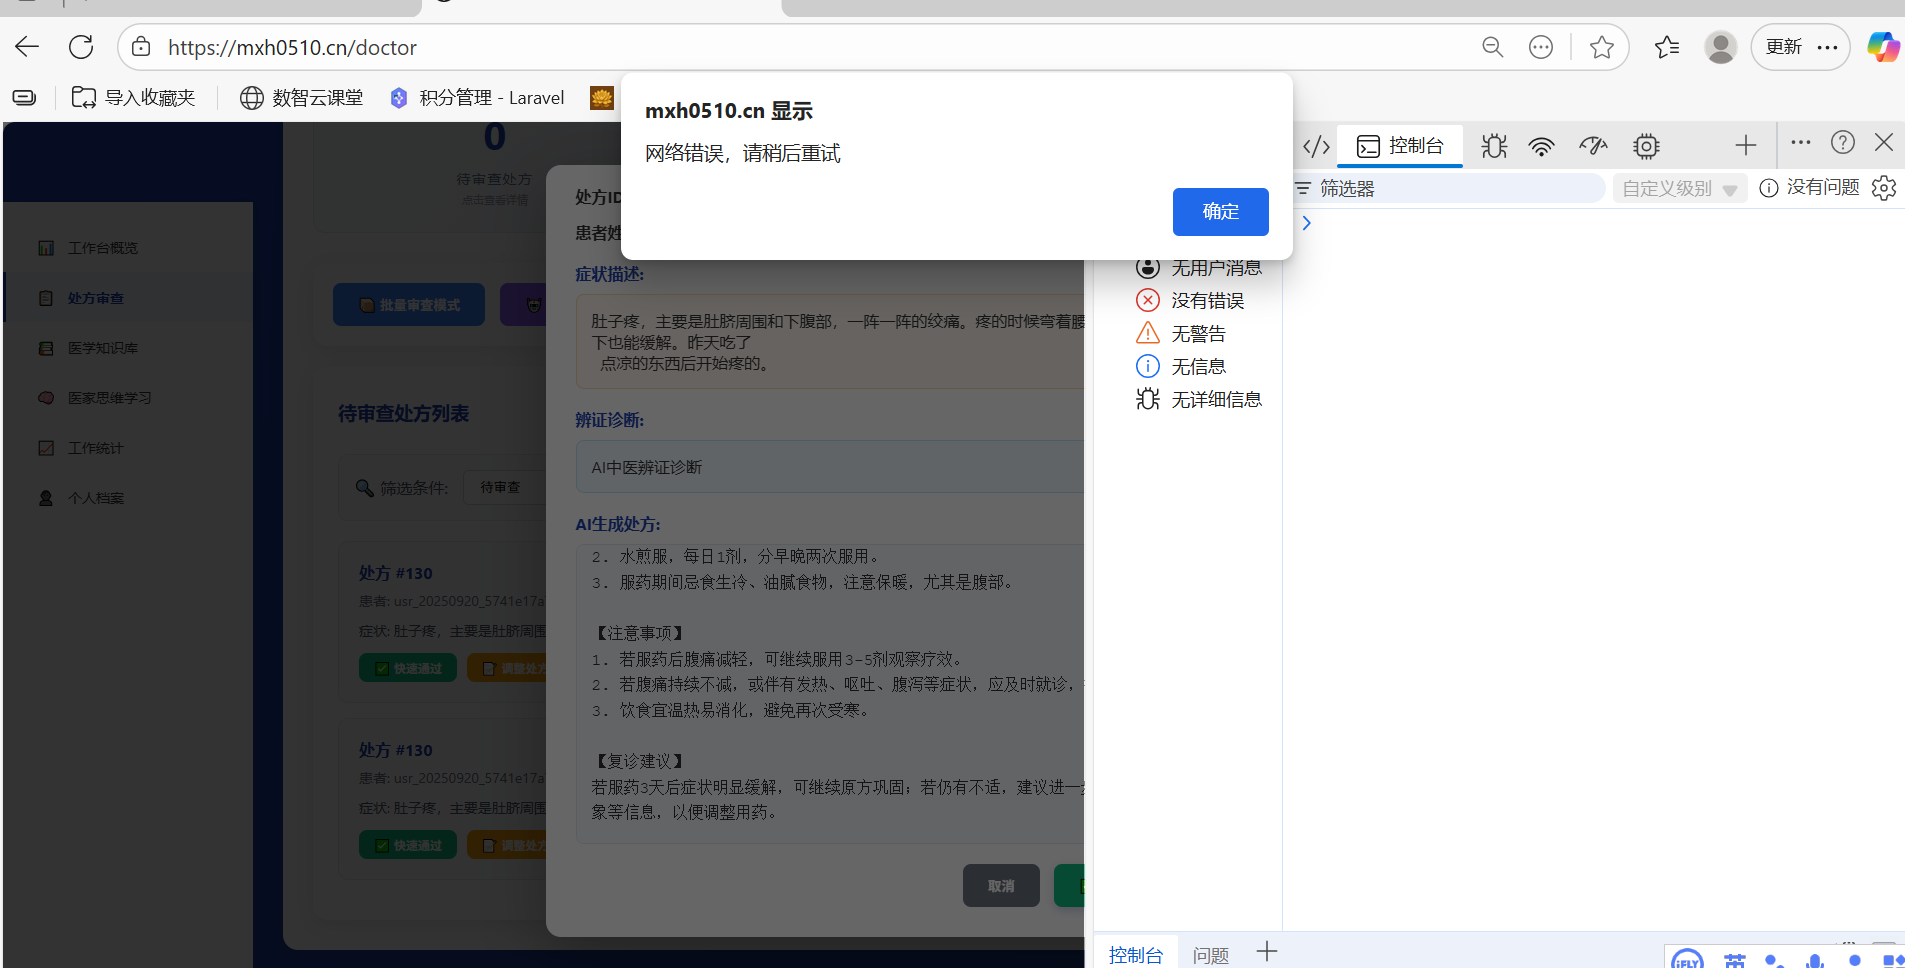 https://mxh0510.cn/doctor
更新
导入收藏夹
数智云课堂
积分管理 - Laravel
mxh0510.cn 显示
网络错误，请稍后重试
确定
控制台
筛选器
自定义级别
没有问题
无用户消息
没有错误
无警告
无信息
无详细信息
工作台概览
处方审查
医学知识库
医家思维学习
工作统计
个人档案
0
待审查处方
点击查看详情
批量审查模式
待审查处方列表
筛选条件:
待审查
处方 #130
患者: usr_20250920_5741e17a
症状: 肚子疼，主要是肚脐周围
快速通过
调整处方
处方 #130
患者: usr_20250920_5741e17a
症状: 肚子疼，主要是肚脐周围
快速通过
调整处方
处方ID
患者姓
症状描述:
肚子疼，主要是肚脐周围和下腹部，一阵一阵的绞痛。疼的时候弯着腰
下也能缓解。昨天吃了
点凉的东西后开始疼的。
辨证诊断:
AI中医辨证诊断
AI生成处方:
2. 水煎服，每日1剂，分早晚两次服用。
3. 服药期间忌食生冷、油腻食物，注意保暖，尤其是腹部。
【注意事项】
1. 若服药后腹痛减轻，可继续服用3-5剂观察疗效。
2. 若腹痛持续不减，或伴有发热、呕吐、腹泻等症状，应及时就诊，
3. 饮食宜温热易消化，避免再次受寒。
【复诊建议】
若服药3天后症状明显缓解，可继续原方巩固；若仍有不适，建议进一
象等信息，以便调整用药。
取消
控制台
问题
iFLY
英